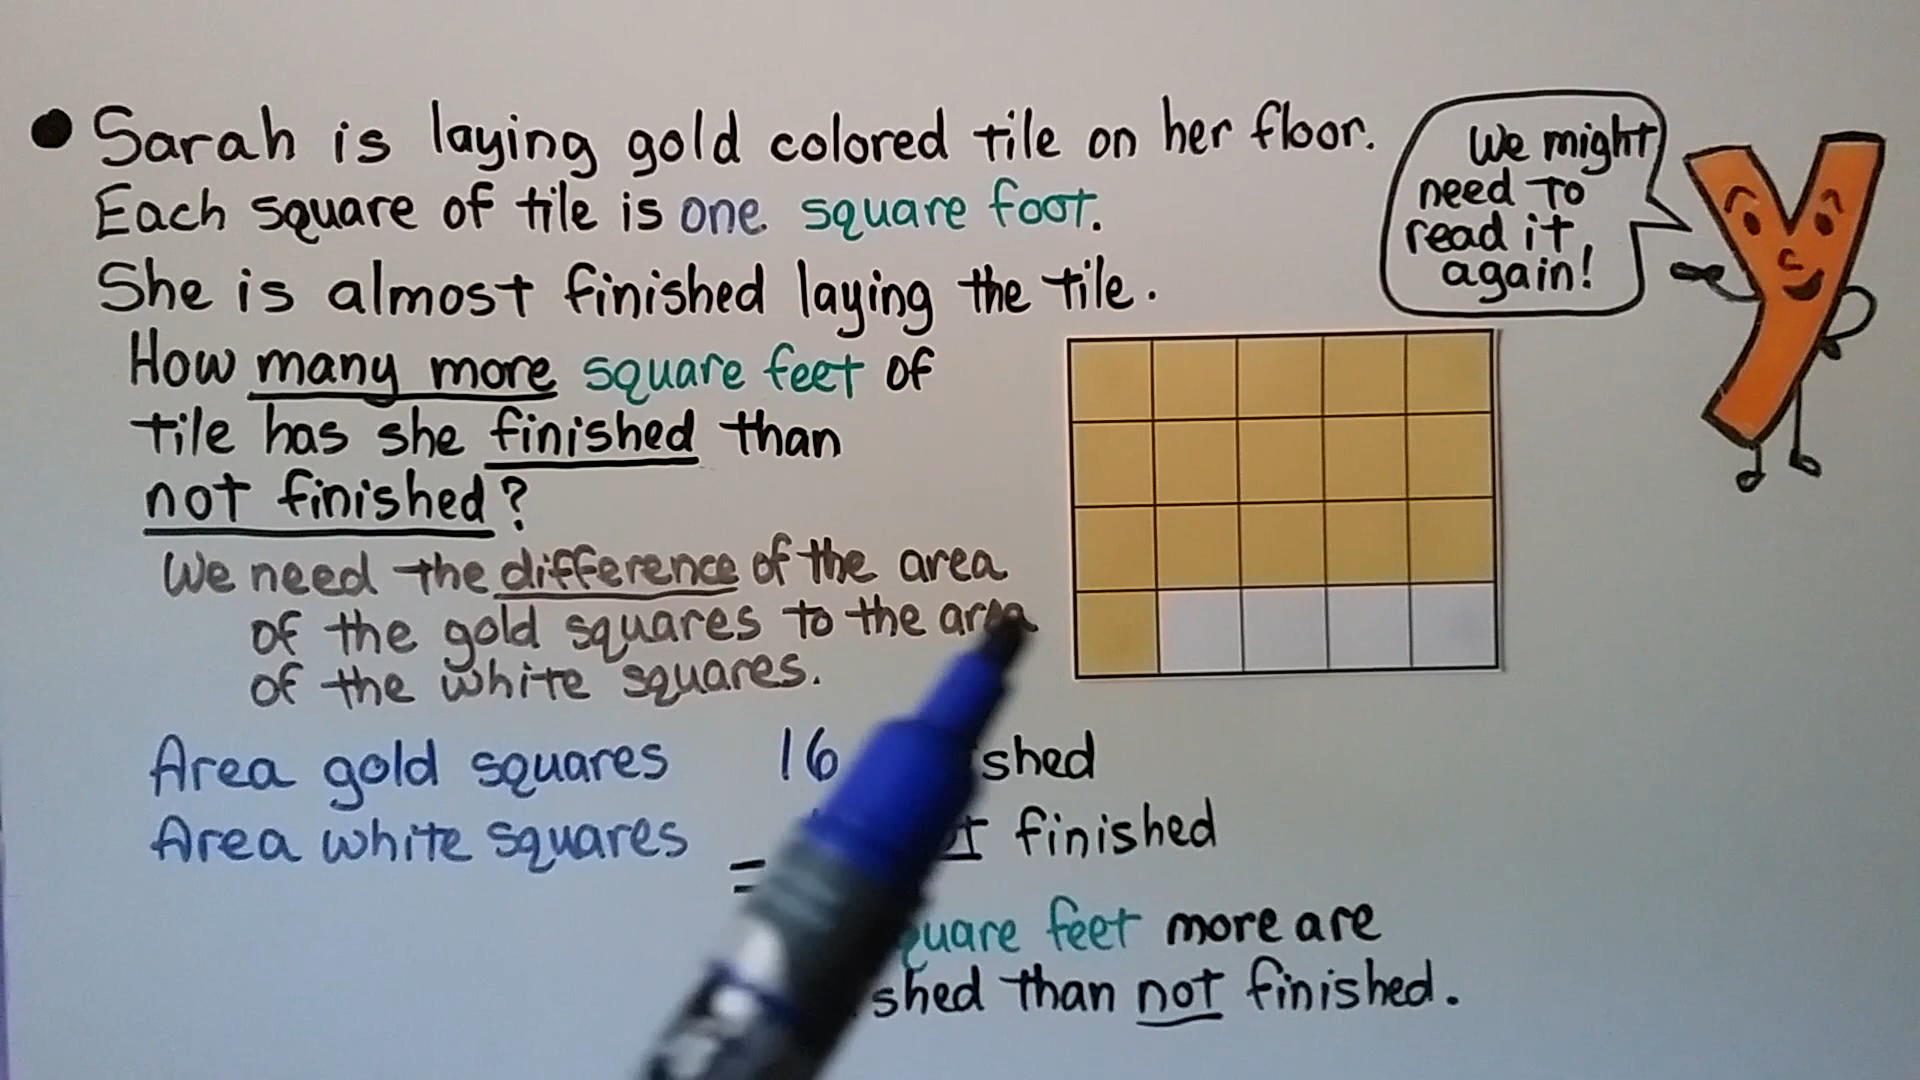 Sarah is laying gold colored tile on her floor.
Each square of tile is one square foot.
She is almost finished laying the tile.
How many more square feet of
tile has she finished than
not finished?
We need the difference of the area
of the gold squares to the area
of the white squares.
Area gold squares 16
Area white squares finished
=
feet more are
than not finished.
We might
need to
read it
again!